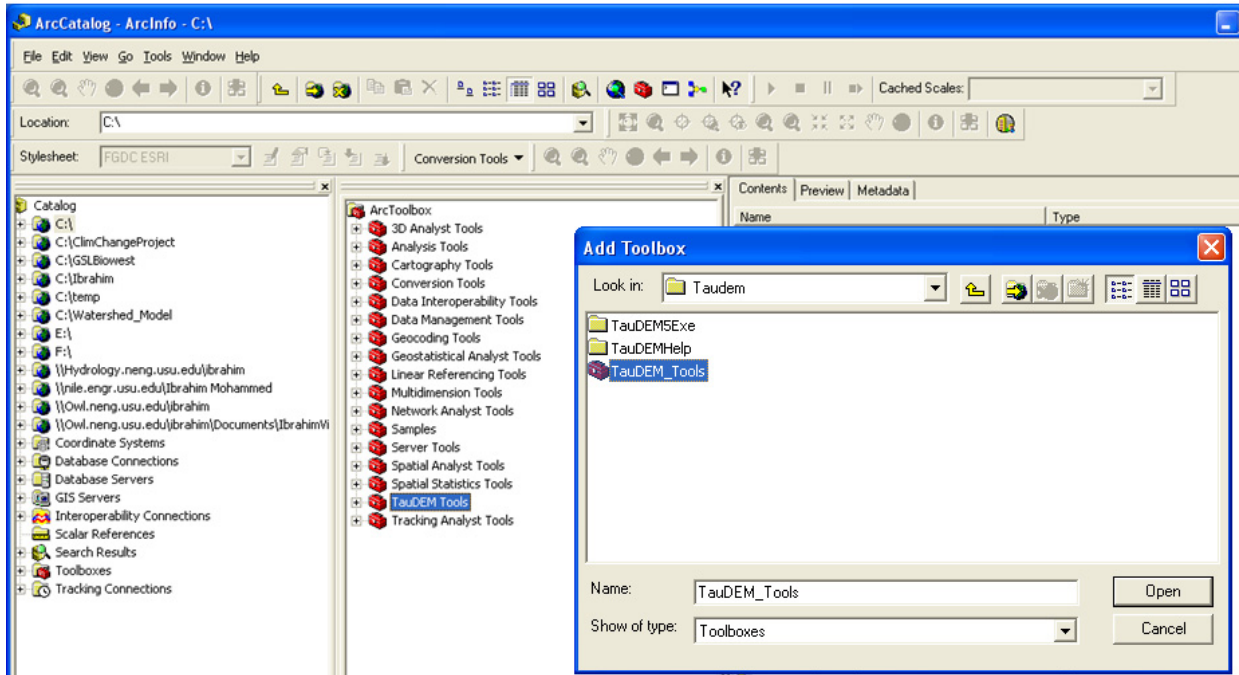 ArcCatalog - ArcInfo - C:\
File Edit View Go Tools Window Help
Cached Scales:
Location: C:\
Stylesheet: FGDC ESRI Conversion Tools
Catalog
C:\
C:\ClimChangeProject
C:\GSLBiowest
C:\Ibrahim
C:\temp
C:\Watershed_Model
E:\
F:\
\\Hydrology.neng.usu.edu\ibrahim
\\nile.engr.usu.edu\Ibrahim Mohammed
\\Owl.neng.usu.edu\ibrahim
\\Owl.neng.usu.edu\ibrahim\Documents\IbrahimVi
Coordinate Systems
Database Connections
Database Servers
GIS Servers
Interoperability Connections
Scalar References
Search Results
Toolboxes
Tracking Connections
ArcToolbox
3D Analyst Tools
Analysis Tools
Cartography Tools
Conversion Tools
Data Interoperability Tools
Data Management Tools
Geocoding Tools
Geostatistical Analyst Tools
Linear Referencing Tools
Multidimension Tools
Network Analyst Tools
Samples
Server Tools
Spatial Analyst Tools
Spatial Statistics Tools
TauDEM Tools
Tracking Analyst Tools
Contents Preview Metadata
Name Type
Add Toolbox
Look in: Taudem
TauDEM5Exe
TauDEMHelp
TauDEM_Tools
Name: TauDEM_Tools Open
Show of type: Toolboxes Cancel